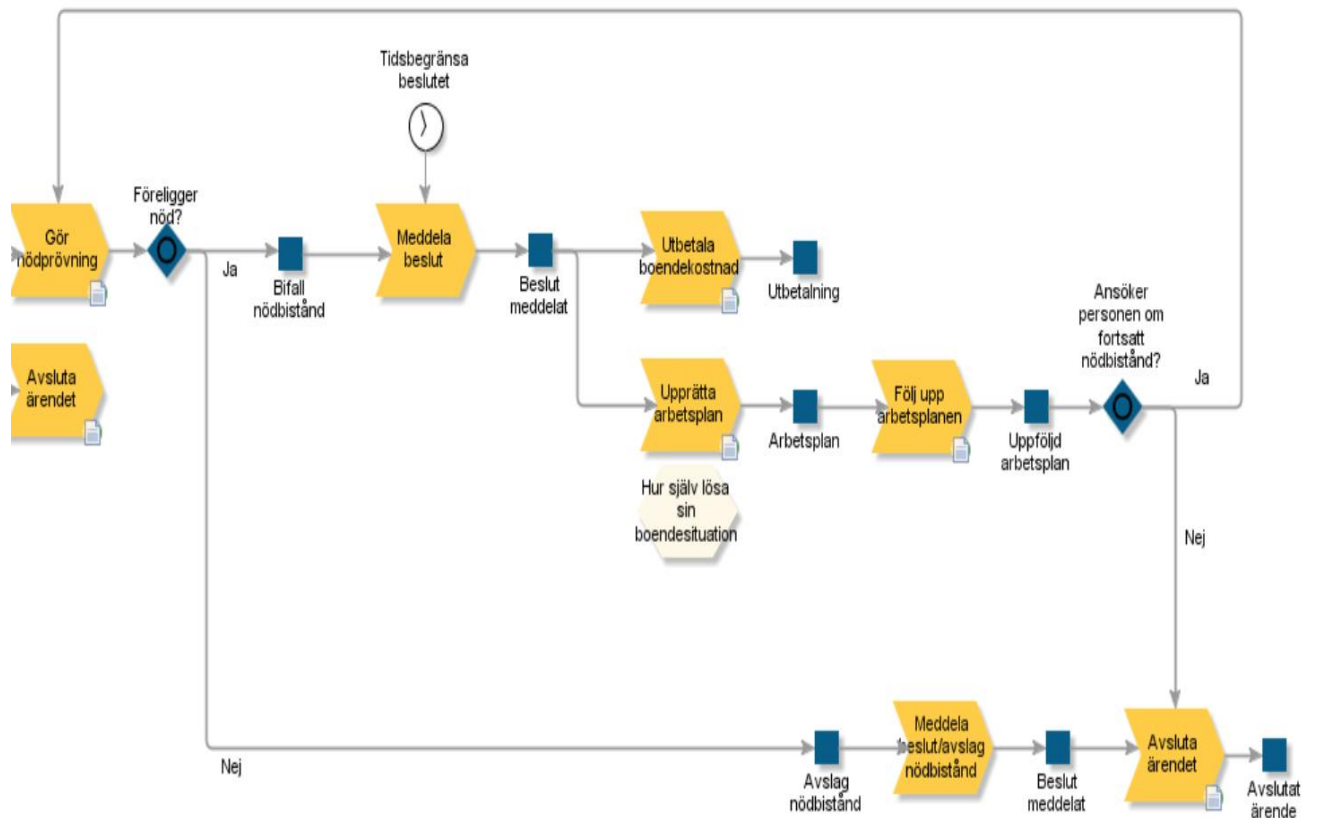 Tidsbegränsa
beslutet
Föreligger
nöd?
Gör
nödprövning
Ja
Bifall
nödbistånd
Meddela
beslut
Beslut
meddelat
Utbetala
boendekostnad
Utbetalning
Ansöker
personen om
fortsatt
nödbistånd?
Ja
Avsluta
ärendet
Upprätta
arbetsplan
Arbetsplan
Följ upp
arbetsplanen
Uppföljd
arbetsplan
Hur själv lösa
sin
boendesituation
Nej
Nej
Avslag
nödbistånd
Meddela
beslut/avslag
nödbistånd
Beslut
meddelat
Avsluta
ärendet
Avslutat
ärende